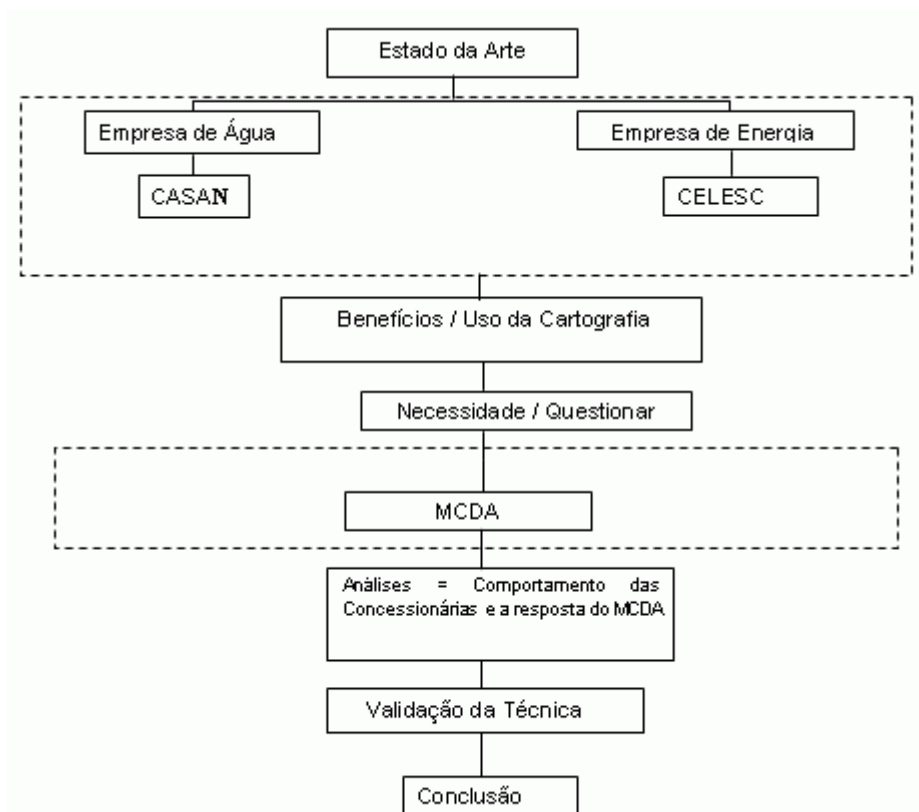 Estado da Arte
Empresa de Água
Empresa de Energia
CASAN
CELESC
Benefícios / Uso da Cartografia
Necessidade / Questionar
MCDA
Análises = Comportamento das
Concessionárias e a resposta do MCDA
Validação da Técnica
Conclusão